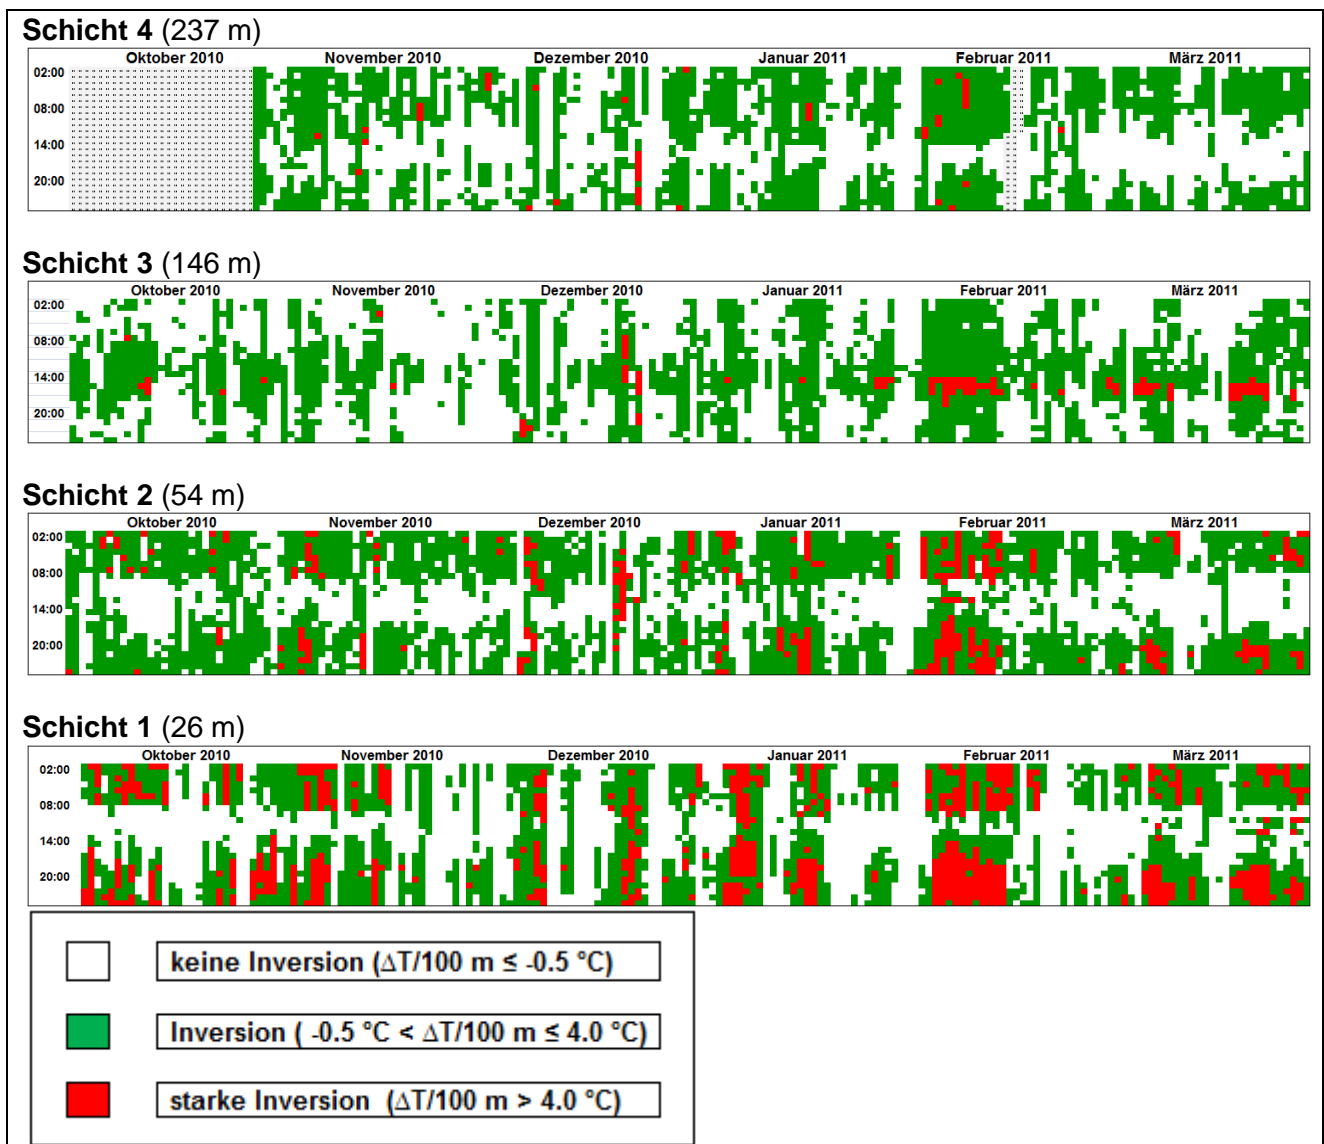 Schicht 4 (237 m)
Oktober 2010 November 2010 Dezember 2010 Januar 2011 Februar 2011 März 2011
02:00
08:00
14:00
20:00
Schicht 3 (146 m)
Oktober 2010 November 2010 Dezember 2010 Januar 2011 Februar 2011 März 2011
02:00
08:00
14:00
20:00
Schicht 2 (54 m)
Oktober 2010 November 2010 Dezember 2010 Januar 2011 Februar 2011 März 2011
02:00
08:00
14:00
20:00
Schicht 1 (26 m)
Oktober 2010 November 2010 Dezember 2010 Januar 2011 Februar 2011 März 2011
02:00
08:00
14:00
20:00
keine Inversion (ΔT/100 m ≤ -0.5 °C)
Inversion ( -0.5 °C < ΔT/100 m ≤ 4.0 °C)
starke Inversion (ΔT/100 m > 4.0 °C)